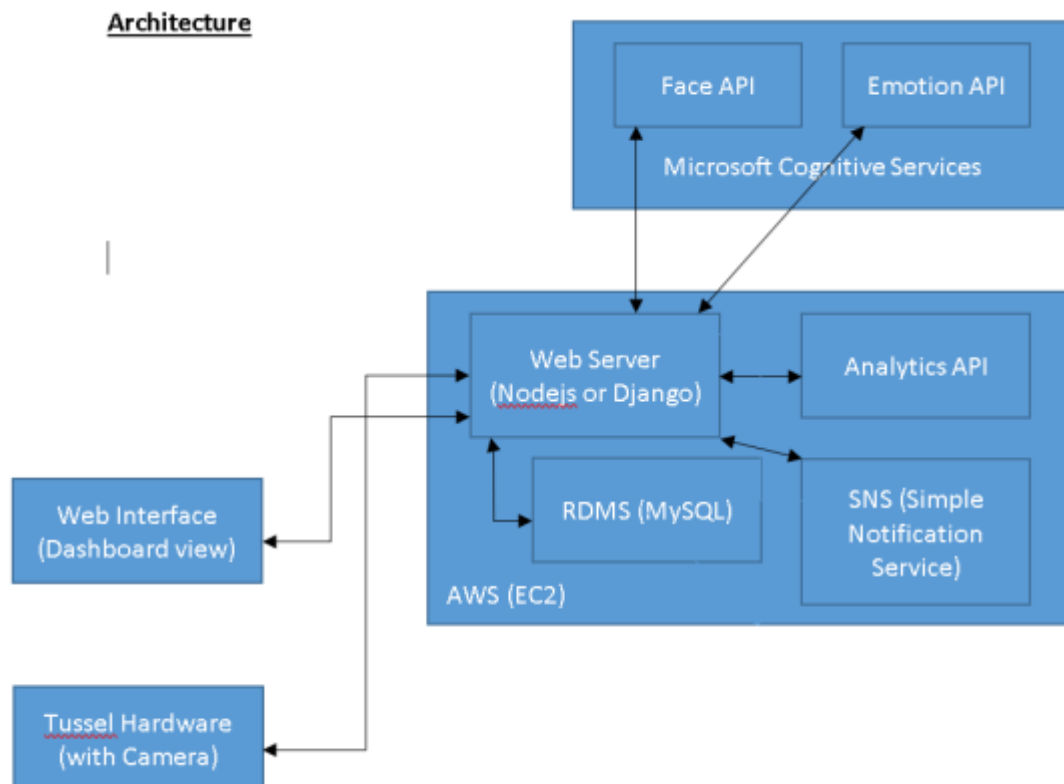 Architecture
Face API
Emotion API
Microsoft Cognitive Services
Web Server
(Nodejs or Django)
Analytics API
RDMS (MySQL)
SNS (Simple
Notification
Service)
AWS (EC2)
Web Interface
(Dashboard view)
Tussel Hardware
(with Camera)